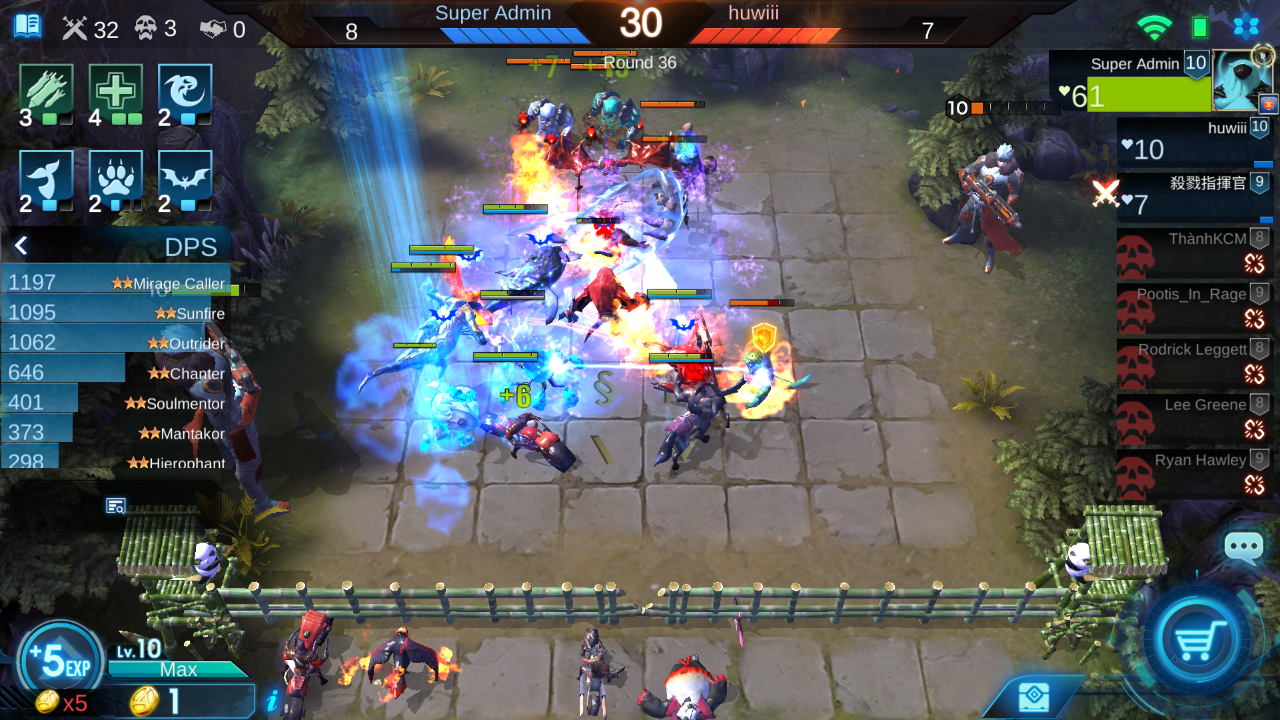 32
3
0
8
Super Admin
30
huwiii
7
Round 36
+7
3
4
2
2
2
2
DPS
1197 Mirage Caller
1095 Sunfire
1062 Outrider
646 Chanter
401 Soulmentor
373 Mantakor
298 Hierophant
+6
10
Super Admin 10
61
huwiii 10
10
殺戮指揮官 9
7
ThànhKCM 8
Pootis_In_Rage 9
Rodrick Leggett 8
Lee Greene 8
Ryan Hawley 9
+5 EXP
Lv.10
Max
x5
1
i